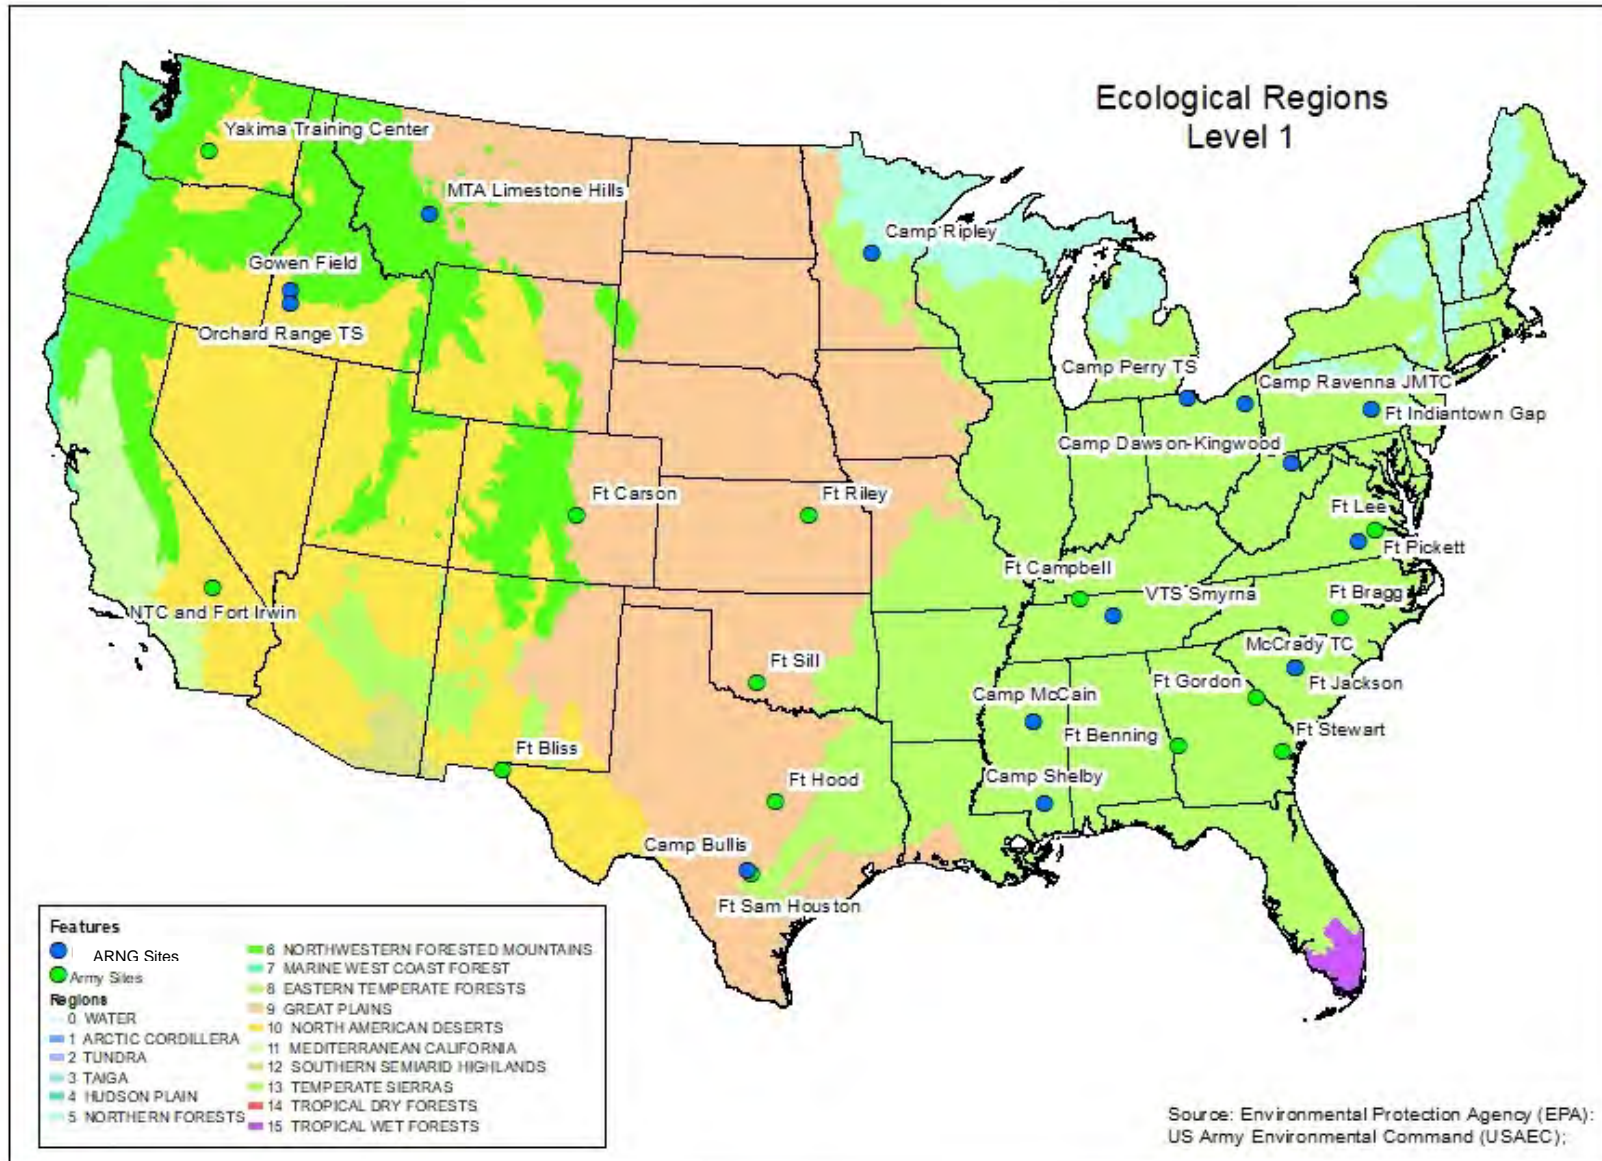 Ecological Regions
Level 1
Yakima Training Center
MTA Limestone Hills
Camp Ripley
Gowen Field
Orchard Range TS
Camp Perry TS
Camp Ravenna JMTC
Ft Indiantown Gap
Camp Dawson-Kingwood
Ft Carson
Ft Riley
Ft Lee
Ft Pickett
Ft Campbell
VTS Smyrna
Ft Bragg
NTC and Fort Irwin
McCrady TC
Ft Sill
Ft Gordon
Ft Jackson
Camp McCain
Ft Benning
Ft Stewart
Ft Bliss
Ft Hood
Camp Shelby
Camp Bullis
Ft Sam Houston
Features
ARNG Sites
Army Sites
Regions
0 WATER
1 ARCTIC CORDILLERA
2 TUNDRA
3 TAIGA
4 HUDSON PLAIN
5 NORTHERN FORESTS
6 NORTHWESTERN FORESTED MOUNTAINS
7 MARINE WEST COAST FOREST
8 EASTERN TEMPERATE FORESTS
9 GREAT PLAINS
10 NORTH AMERICAN DESERTS
11 MEDITERRANEAN CALIFORNIA
12 SOUTHERN SEMIARID HIGHLANDS
13 TEMPERATE SIERRAS
14 TROPICAL DRY FORESTS
15 TROPICAL WET FORESTS
Source: Environmental Protection Agency (EPA):
US Army Environmental Command (USAEC);